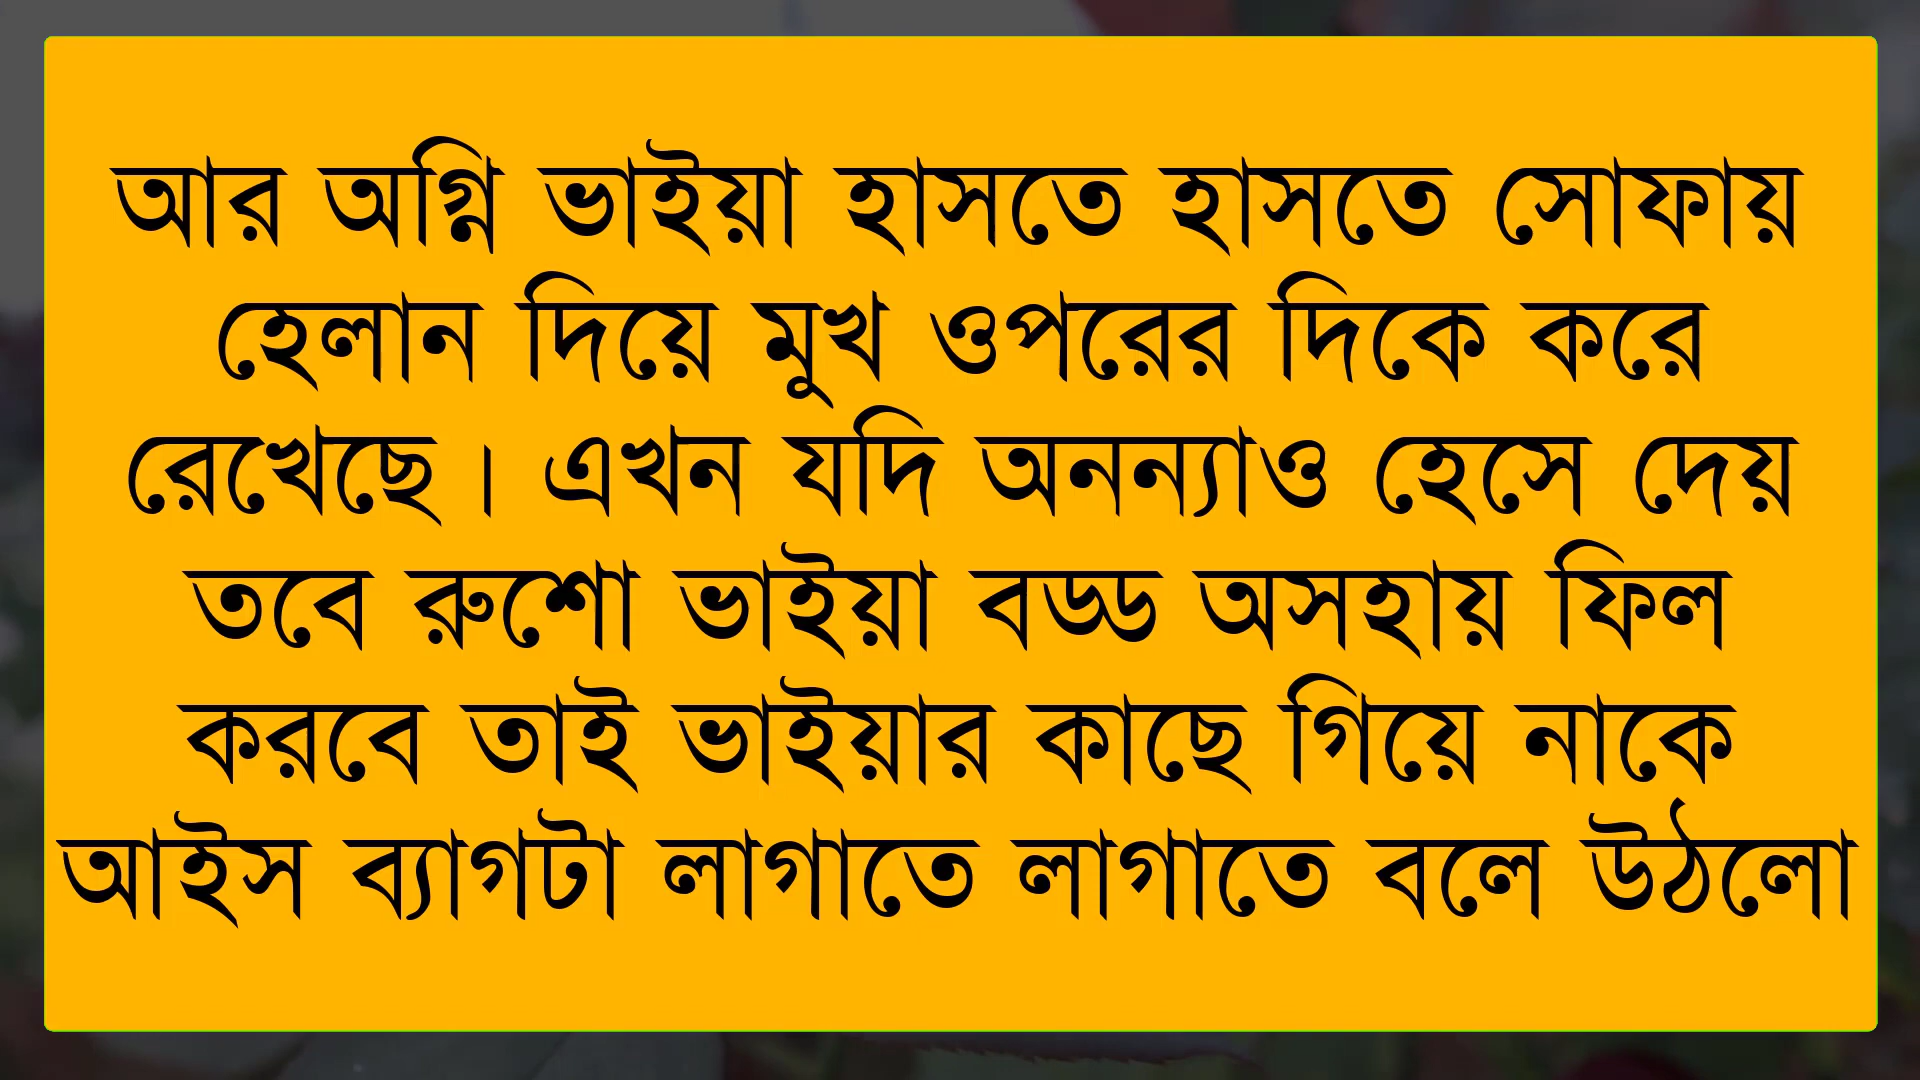 আর অগ্নি ভাইয়া হাসতে হাসতে সোফায়
হেলান দিয়ে মুখ ওপরের দিকে করে
রেখেছে। এখন যদি অনন্যাও হেসে দেয়
তবে রুশো ভাইয়া বড্ড অসহায় ফিল
করবে তাই ভাইয়ার কাছে গিয়ে নাকে
আইস ব্যাগটা লাগাতে লাগাতে বলে উঠলো